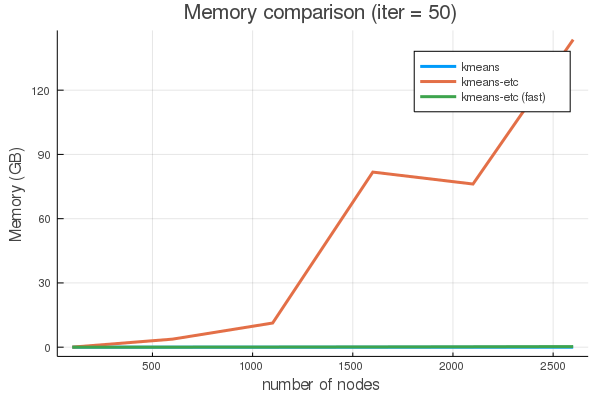 Memory comparison (iter = 50)
kmeans
kmeans-etc
kmeans-etc (fast)
Memory (GB)
120
90
60
30
0
500
1000
1500
2000
2500
number of nodes